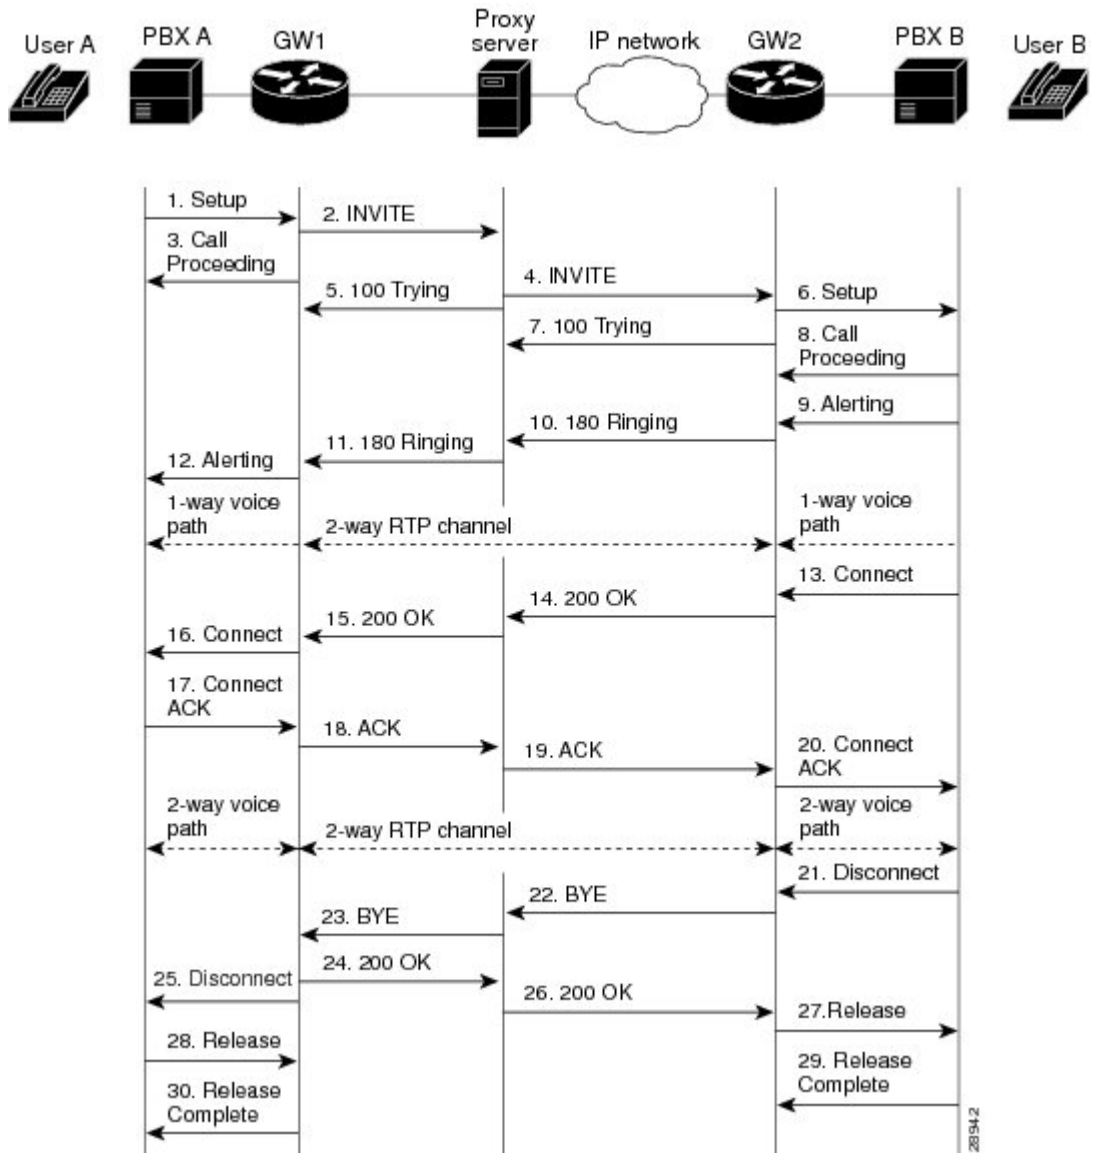 User A
PBX A
GW1
Proxy
server
IP network
GW2
PBX B
User B
1. Setup
2. INVITE
3. Call
Proceeding
4. INVITE
5. 100 Trying
6. Setup
7. 100 Trying
8. Call
Proceeding
9. Alerting
10. 180 Ringing
11. 180 Ringing
12. Alerting
1-way voice
path
2-way RTP channel
1-way voice
path
13. Connect
14. 200 OK
15. 200 OK
16. Connect
17. Connect
ACK
18. ACK
19. ACK
20. Connect
ACK
2-way voice
path
2-way RTP channel
2-way voice
path
21. Disconnect
22. BYE
23. BYE
24. 200 OK
25. Disconnect
26. 200 OK
27.Release
28. Release
29. Release
Complete
30. Release
Complete
28942